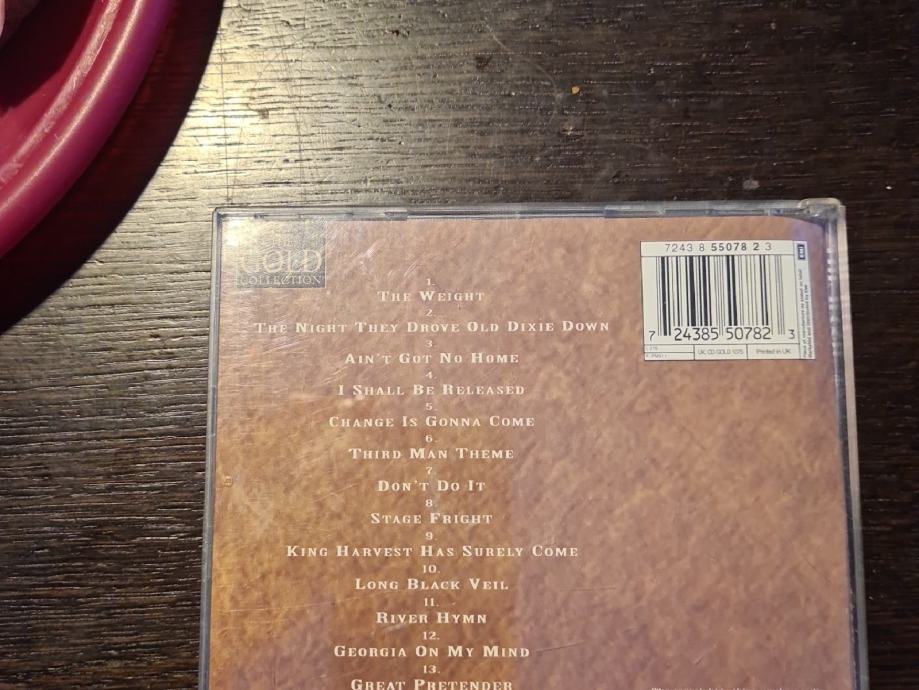 THE
GOLD
COLLECTION
1.
THE WEIGHT
2.
THE NIGHT THEY DROVE OLD DIXIE DOWN
3
AIN'T GOT NO HOME
4.
I SHALL BE RELEASED
5.
CHANGE IS GONNA COME
6.
THIRD MAN THEME
7.
DON'T DO IT
8.
STAGE FRIGHT
9.
KING HARVEST HAS SURELY COME
10.
LONG BLACK VEIL
11.
RIVER HYMN
12.
GEORGIA ON MY MIND
13.
GREAT PRETENDER
7243 8 55078 2 3
7 24385 50782 3
UK: CD GOLD 1075
Printed in UK
EMI